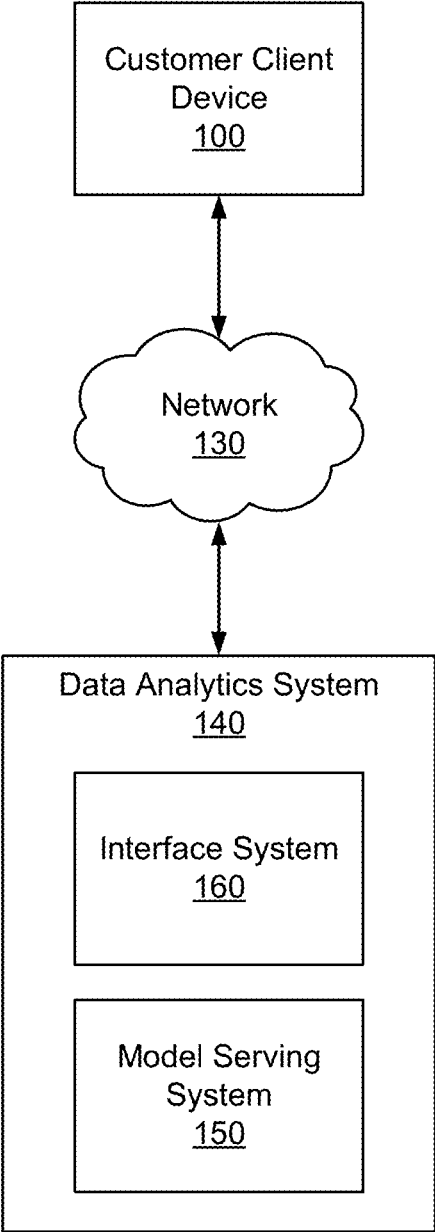 Customer Client
Device
100
Network
130
Data Analytics System
140
Interface System
160
Model Serving
System
150